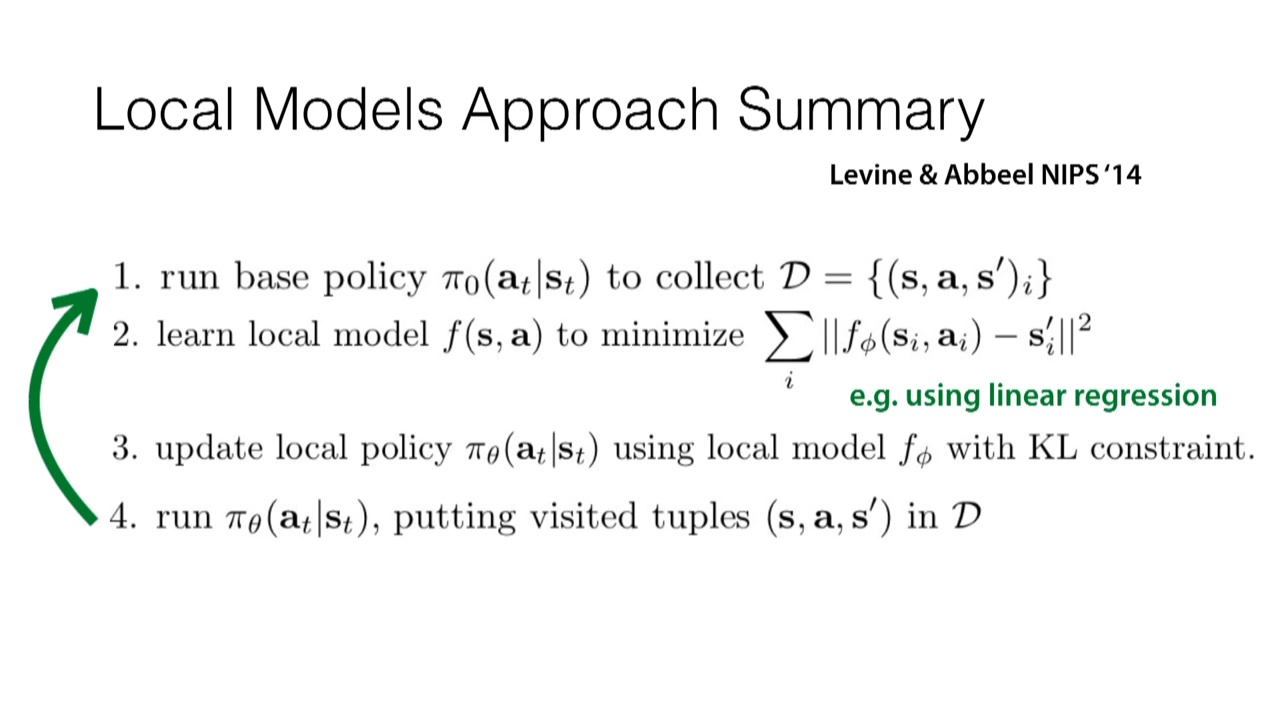 Local Models Approach Summary
Levine & Abbeel NIPS ‘14
1. run base policy π₀(aₜ|sₜ) to collect 𝒟 = {(s, a, s′)ᵢ}
2. learn local model f(s, a) to minimize ∑ᵢ ||f_ϕ(sᵢ, aᵢ) − s′ᵢ||²
e.g. using linear regression
3. update local policy π_θ(aₜ|sₜ) using local model f_ϕ with KL constraint.
4. run π_θ(aₜ|sₜ), putting visited tuples (s, a, s′) in 𝒟